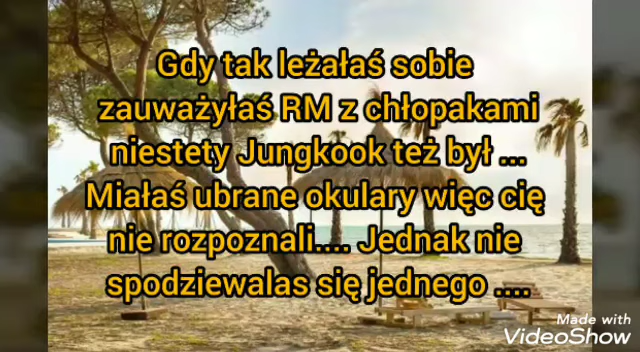 Gdy tak leżałaś sobie
zauważyłaś RM z chłopakami
niestety Jungkook też był ...
Miałaś ubrane okulary więc cię
nie rozpoznali.... Jednak nie
spodziewalas się jednego ....
Made with
VideoShow